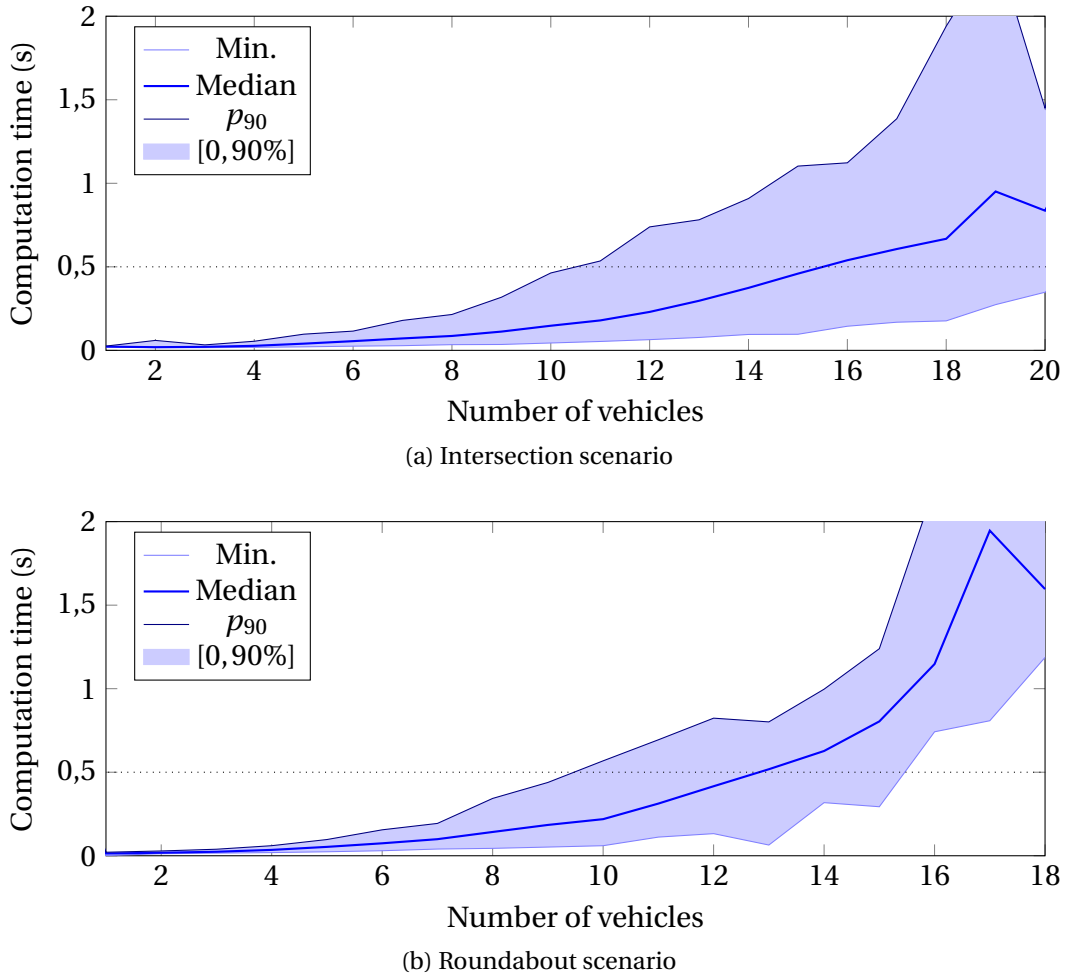 2
1,5
1
0,5
0
Computation time (s)
Min.
Median
p90
[0, 90%]
2 4 6 8 10 12 14 16 18 20
Number of vehicles
(a) Intersection scenario
2
1,5
1
0,5
0
Computation time (s)
Min.
Median
p90
[0, 90%]
2 4 6 8 10 12 14 16 18
Number of vehicles
(b) Roundabout scenario